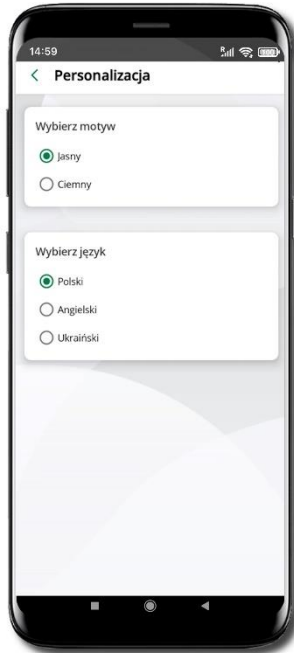 14:59
Personalizacja
Wybierz motyw
Jasny
Ciemny
Wybierz język
Polski
Angielski
Ukraiński